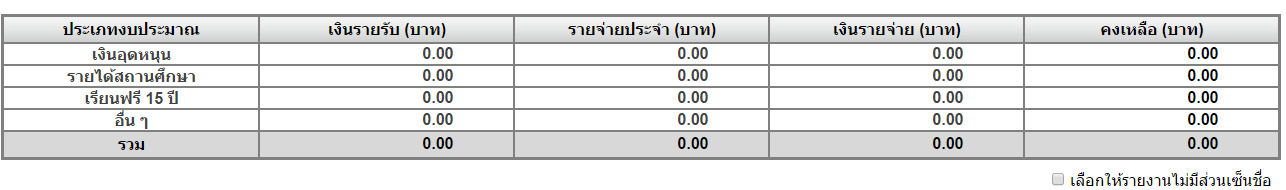 ประเภทงบประมาณ เงินรายรับ (บาท) รายจ่ายประจำ (บาท) เงินรายจ่าย (บาท) คงเหลือ (บาท)
เงินอุดหนุน 0.00 0.00 0.00 0.00
รายได้สถานศึกษา 0.00 0.00 0.00 0.00
เรียนฟรี 15 ปี 0.00 0.00 0.00 0.00
อื่น ๆ 0.00 0.00 0.00 0.00
รวม 0.00 0.00 0.00 0.00
เลือกให้รายงานไม่มีส่วนเซ็นชื่อ